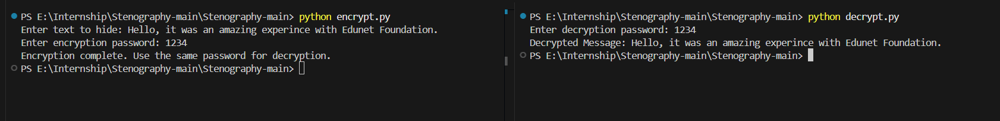 PS E:\Internship\Stenography-main\Stenography-main> python encrypt.py
Enter text to hide: Hello, it was an amazing experince with Edunet Foundation.
Enter encryption password: 1234
Encryption complete. Use the same password for decryption.
PS E:\Internship\Stenography-main\Stenography-main>
PS E:\Internship\Stenography-main\Stenography-main> python decrypt.py
Enter decryption password: 1234
Decrypted Message: Hello, it was an amazing experince with Edunet Foundation.
PS E:\Internship\Stenography-main\Stenography-main>